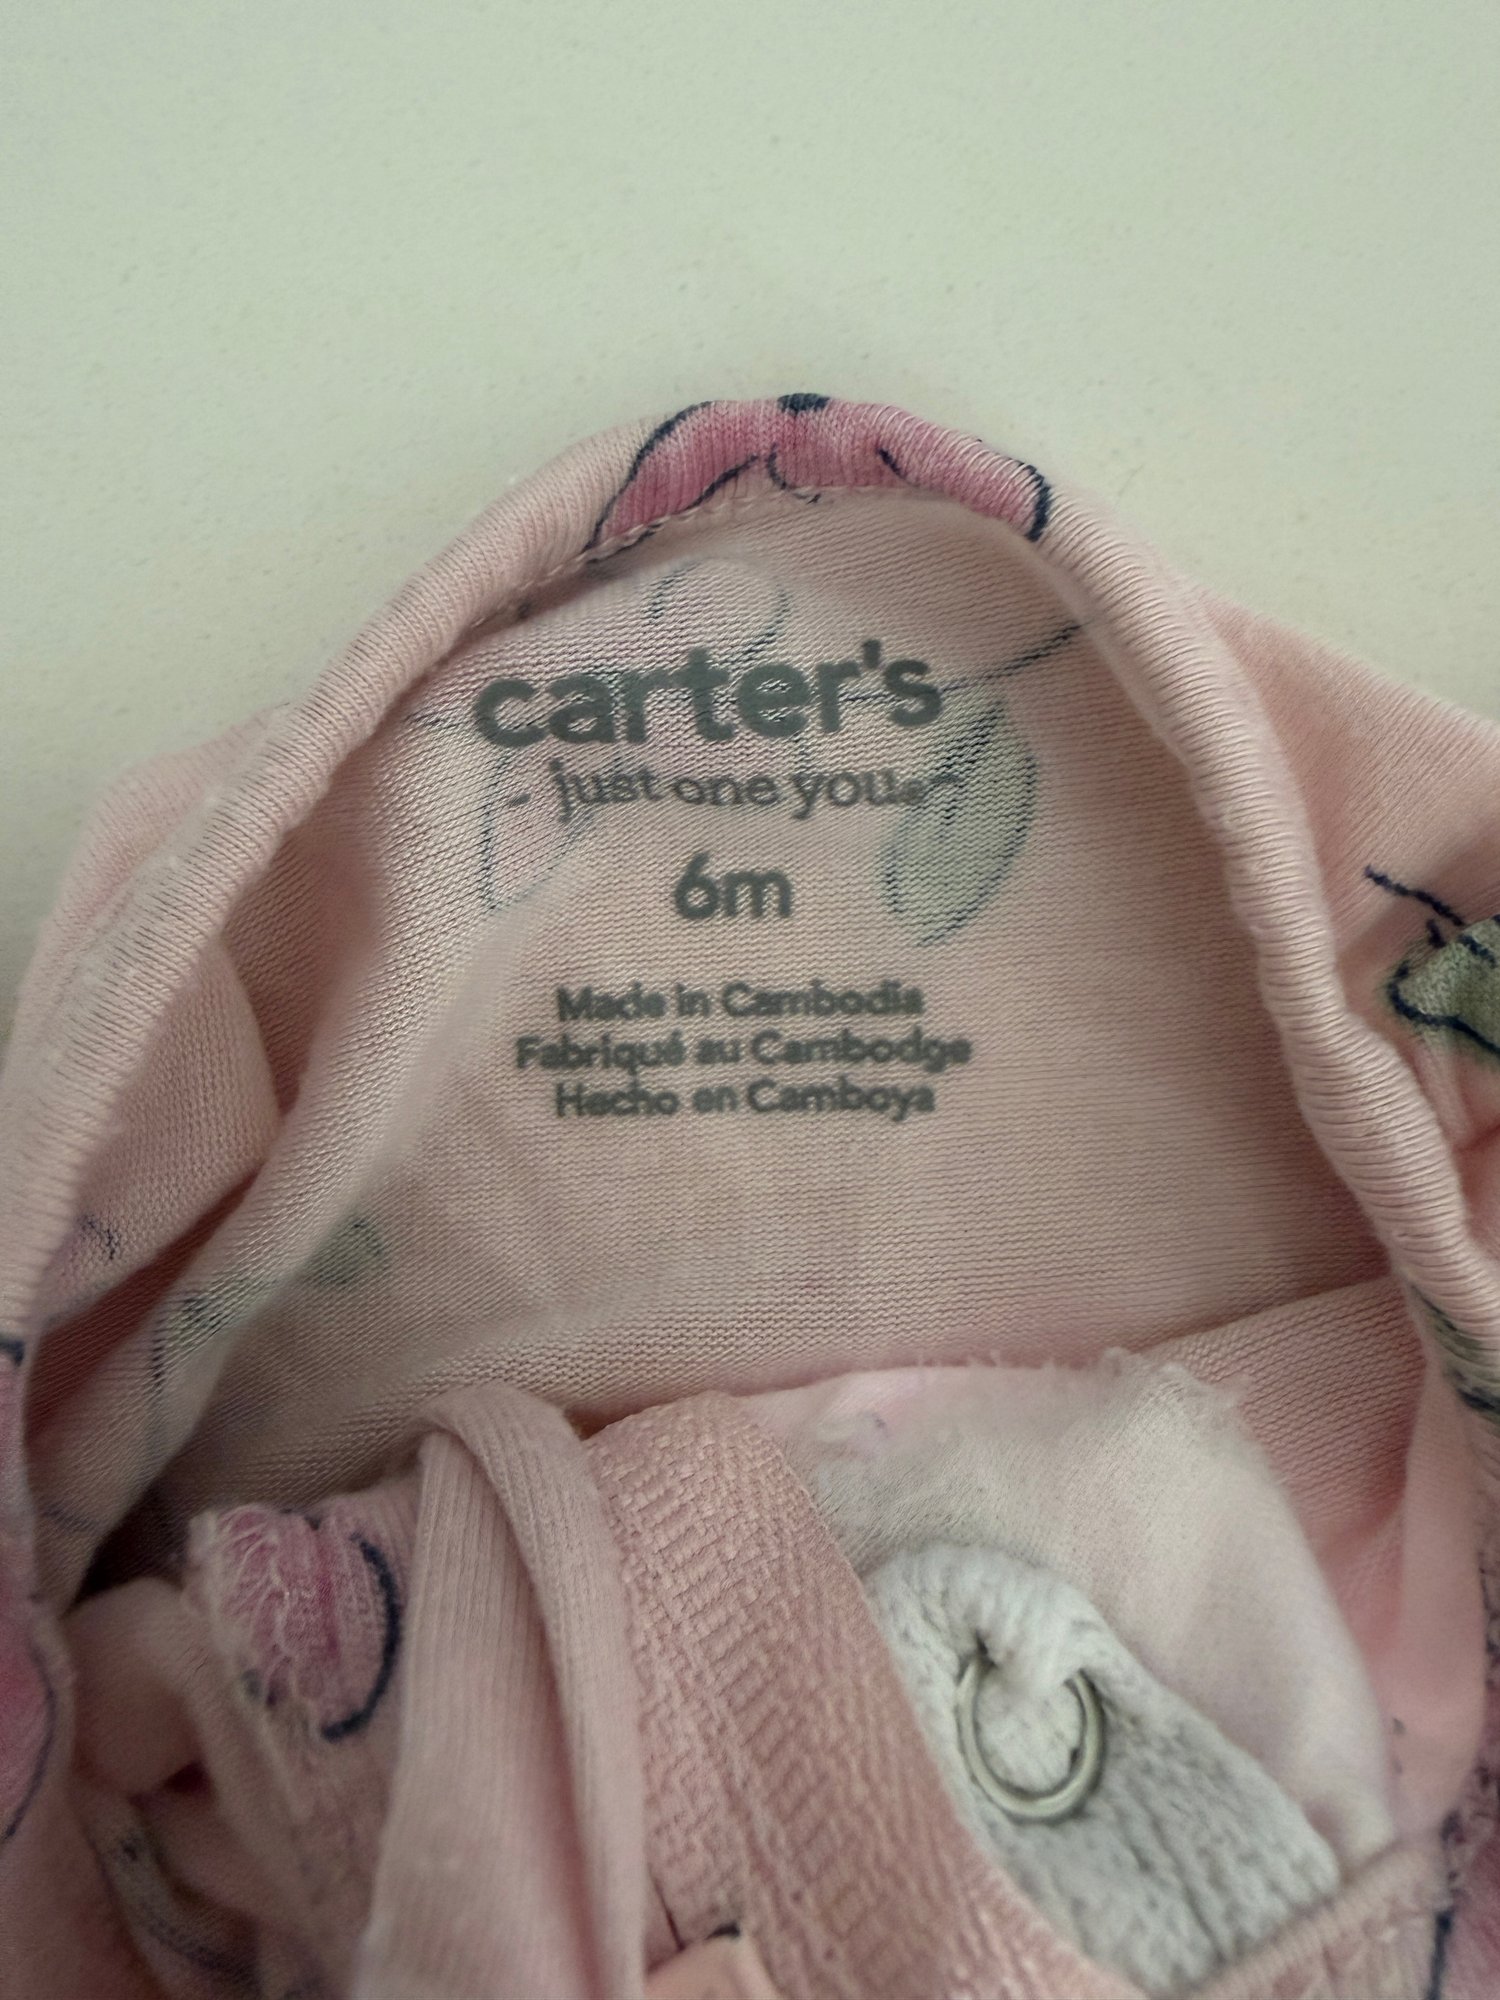 carter's
just one you
6m
Made in Cambodia
Fabriqué au Cambodge
Hecho en Camboya